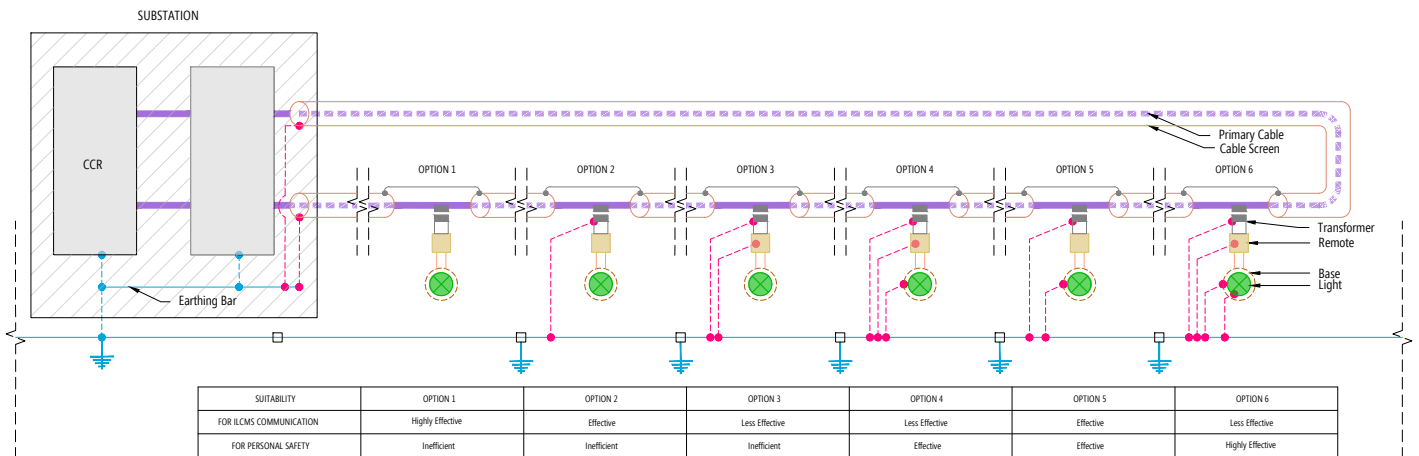 SUBSTATION
CCR
Earthing Bar
Primary Cable
Cable Screen
OPTION 1
OPTION 2
OPTION 3
OPTION 4
OPTION 5
OPTION 6
Transformer
Remote
Base
Light
SUITABILITY OPTION 1 OPTION 2 OPTION 3 OPTION 4 OPTION 5 OPTION 6
FOR ILCMS COMMUNICATION Highly Effective Effective Less Effective Less Effective Effective Less Effective
FOR PERSONAL SAFETY Inefficient Inefficient Inefficient Effective Effective Highly Effective